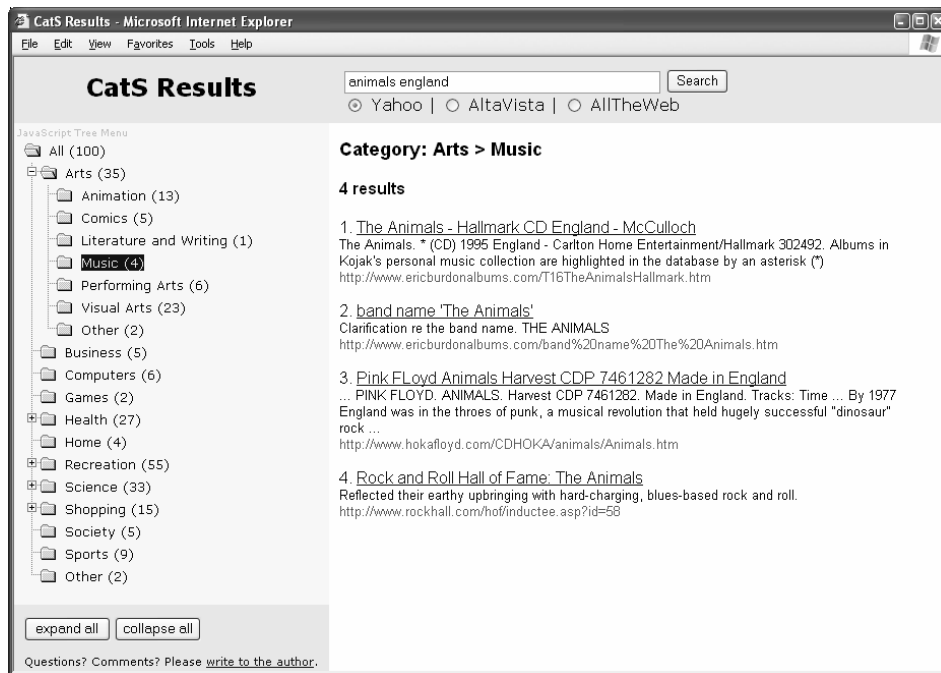 CatS Results - Microsoft Internet Explorer
File Edit View Favorites Tools Help
CatS Results
animals england
Search
Yahoo | AltaVista | AllTheWeb
JavaScript Tree Menu
All (100)
Arts (35)
Animation (13)
Comics (5)
Literature and Writing (1)
Music (4)
Performing Arts (6)
Visual Arts (23)
Other (2)
Business (5)
Computers (6)
Games (2)
Health (27)
Home (4)
Recreation (55)
Science (33)
Shopping (15)
Society (5)
Sports (9)
Other (2)
expand all collapse all
Questions? Comments? Please write to the author.
Category: Arts > Music
4 results
1. The Animals - Hallmark CD England - McCulloch
The Animals. * (CD) 1995 England - Carlton Home Entertainment/Hallmark 302492. Albums in
Kojak's personal music collection are highlighted in the database by an asterisk (*)
http://www.ericburdonalbums.com/T16TheAnimalsHallmark.htm
2. band name 'The Animals'
Clarification re the band name. THE ANIMALS
http://www.ericburdonalbums.com/band%20name%20The%20Animals.htm
3. Pink FLoyd Animals Harvest CDP 7461282 Made in England
... PINK FLOYD. ANIMALS. Harvest CDP 7461282. Made in England. Tracks: Time ... By 1977
England was in the throes of punk, a musical revolution that held hugely successful "dinosaur"
rock ...
http://www.hokafloyd.com/CDHOKA/animals/Animals.htm
4. Rock and Roll Hall of Fame: The Animals
Reflected their earthy upbringing with hard-charging, blues-based rock and roll.
http://www.rockhall.com/hof/inductee.asp?id=58